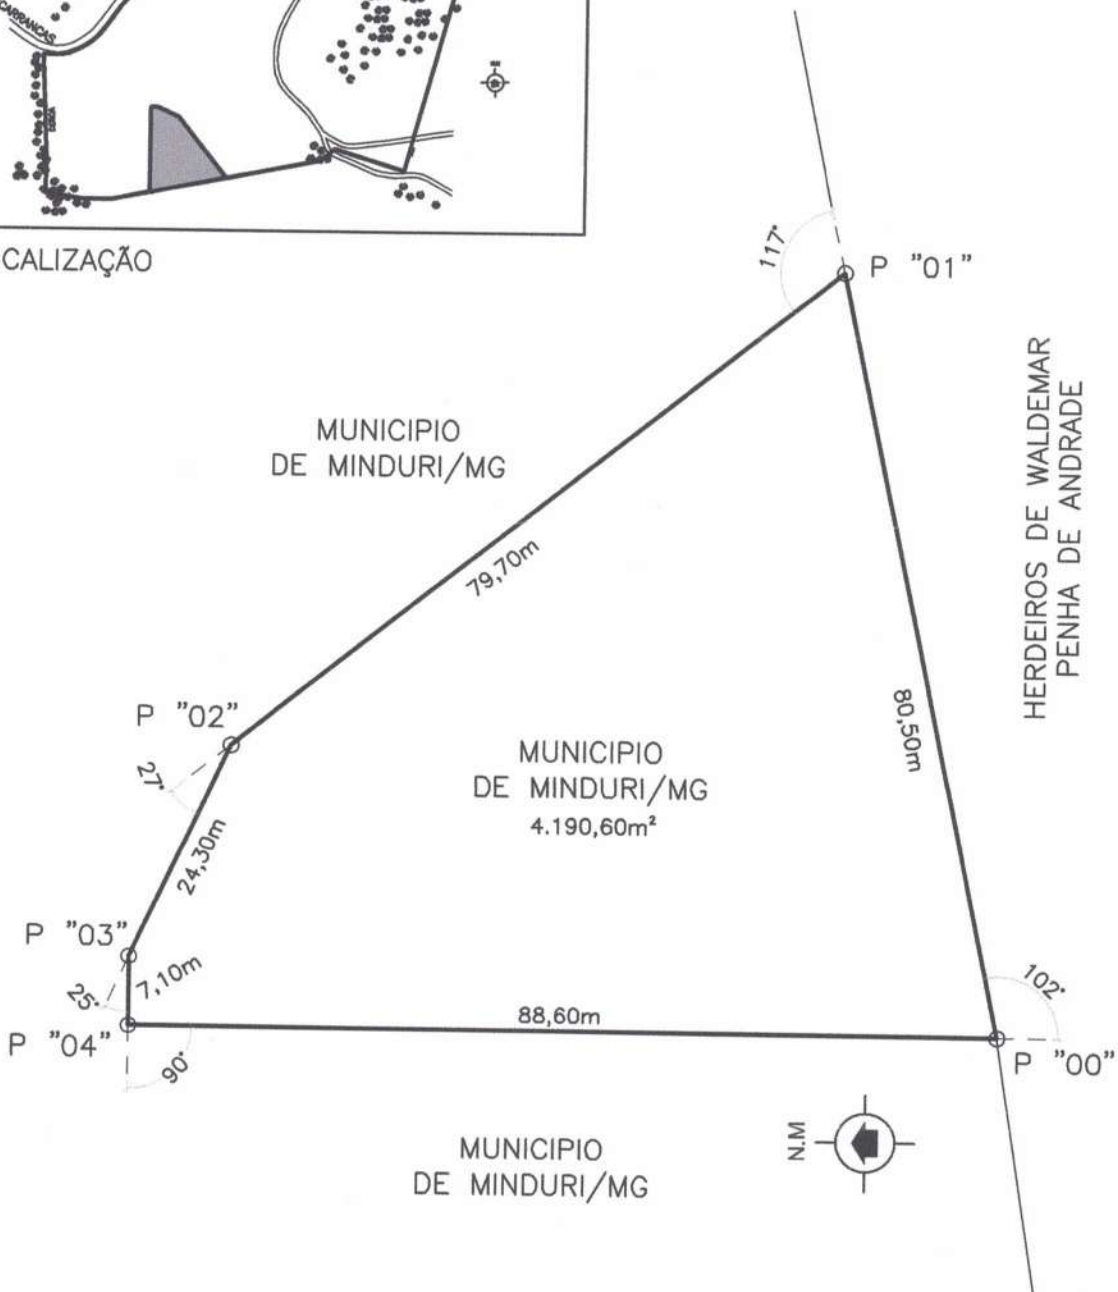 CARRANCAS
CALIZAÇÃO
117°
P "01"
MUNICIPIO
DE MINDURI/MG
HERDEIROS DE WALDEMAR
PENHA DE ANDRADE
79,70m
80,50m
P "02"
27°
MUNICIPIO
DE MINDURI/MG
4.190,60m²
24,30m
P "03"
7,10m
25°
88,60m
102°
P "04"
90°
P "00"
N.M
MUNICIPIO
DE MINDURI/MG